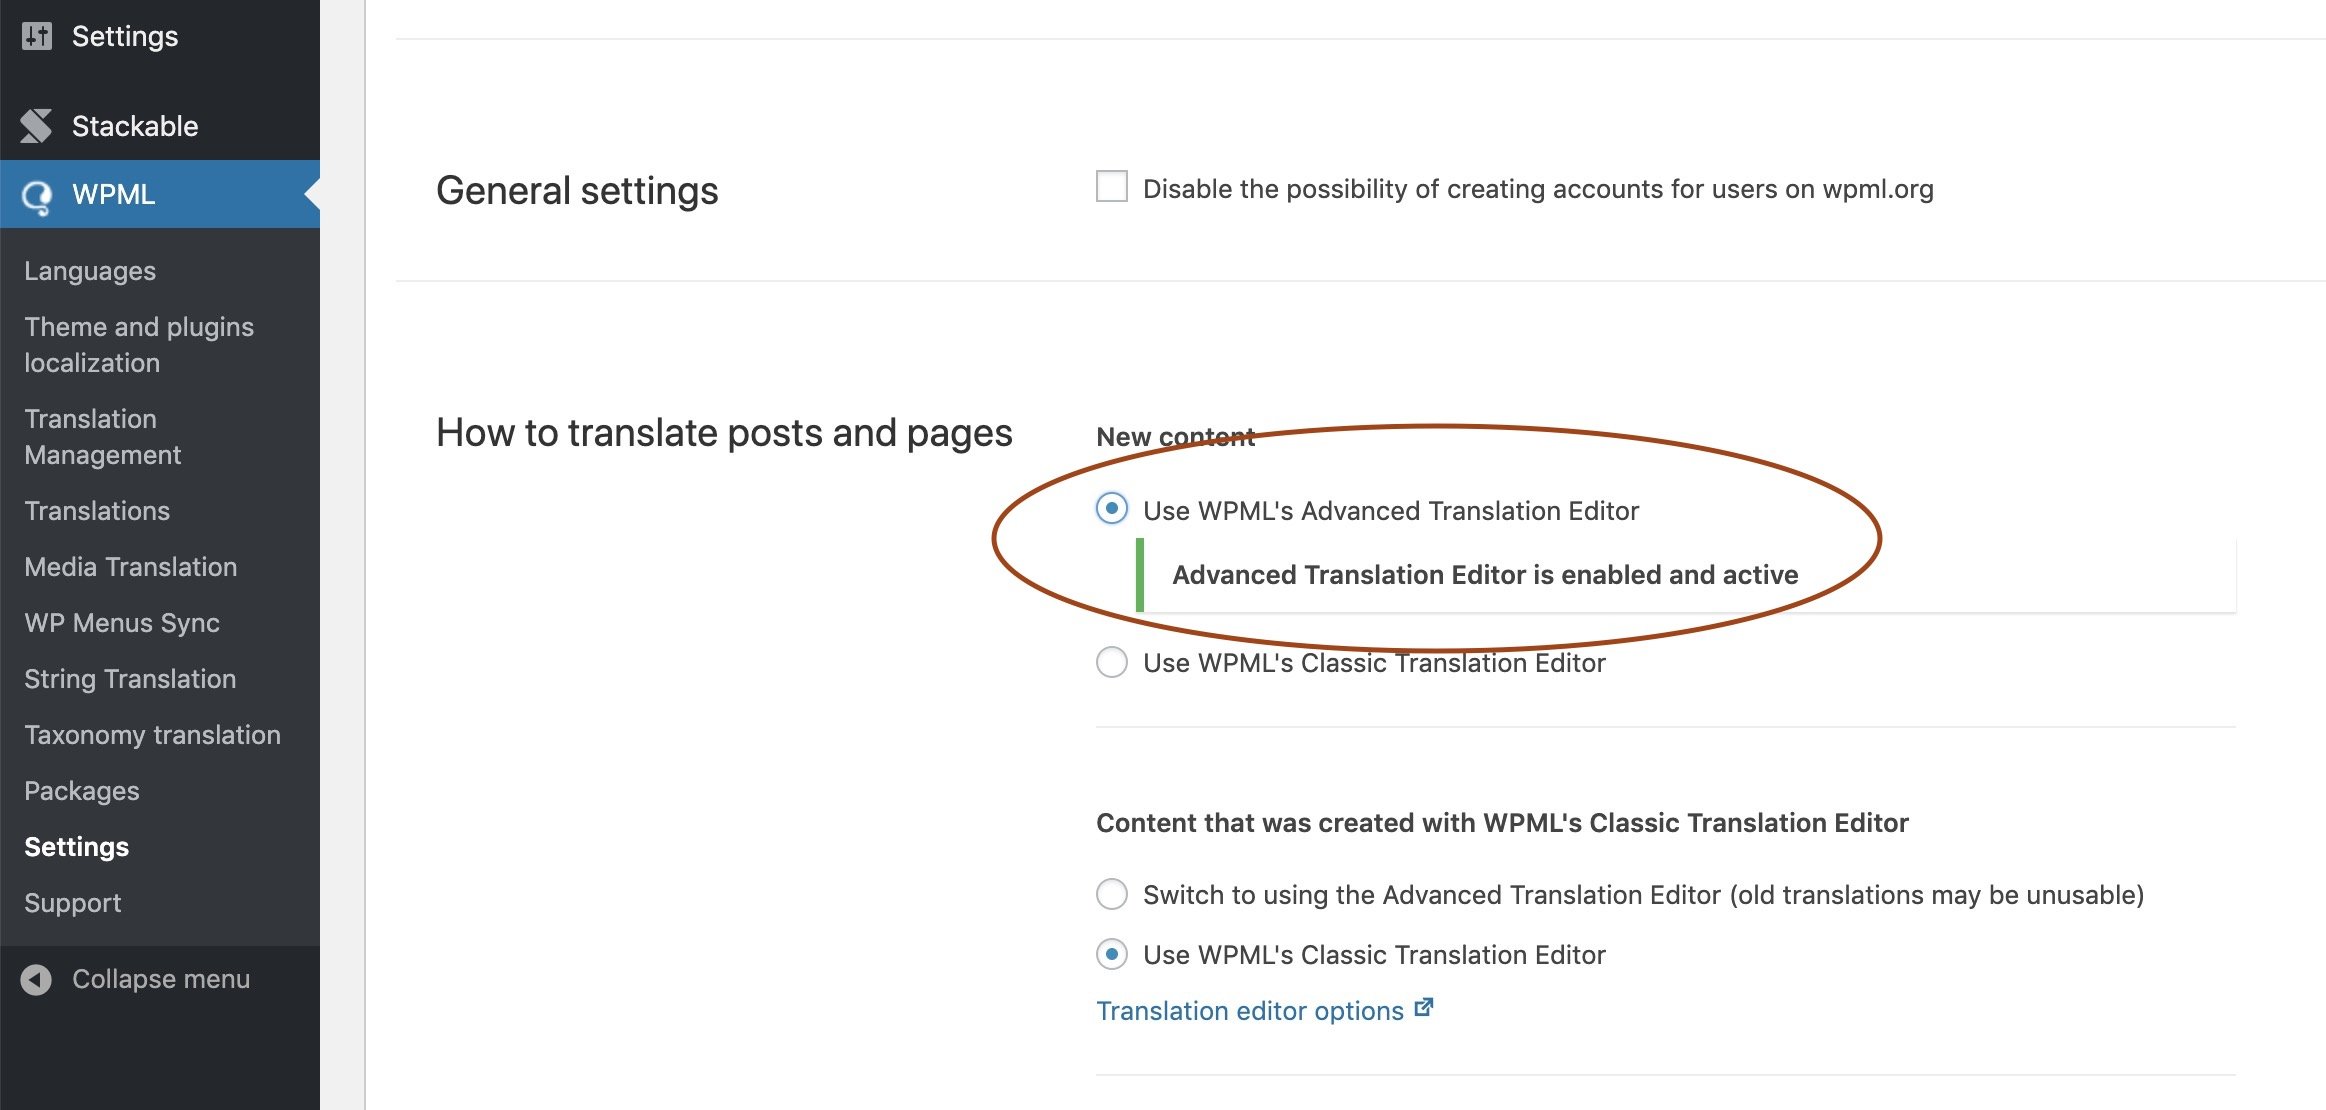 Settings
Stackable
WPML
Languages
Theme and plugins
localization
Translation
Management
Translations
Media Translation
WP Menus Sync
String Translation
Taxonomy translation
Packages
Settings
Support
Collapse menu
General settings
Disable the possibility of creating accounts for users on wpml.org
How to translate posts and pages
New content
Use WPML's Advanced Translation Editor
Advanced Translation Editor is enabled and active
Use WPML's Classic Translation Editor
Content that was created with WPML's Classic Translation Editor
Switch to using the Advanced Translation Editor (old translations may be unusable)
Use WPML's Classic Translation Editor
Translation editor options